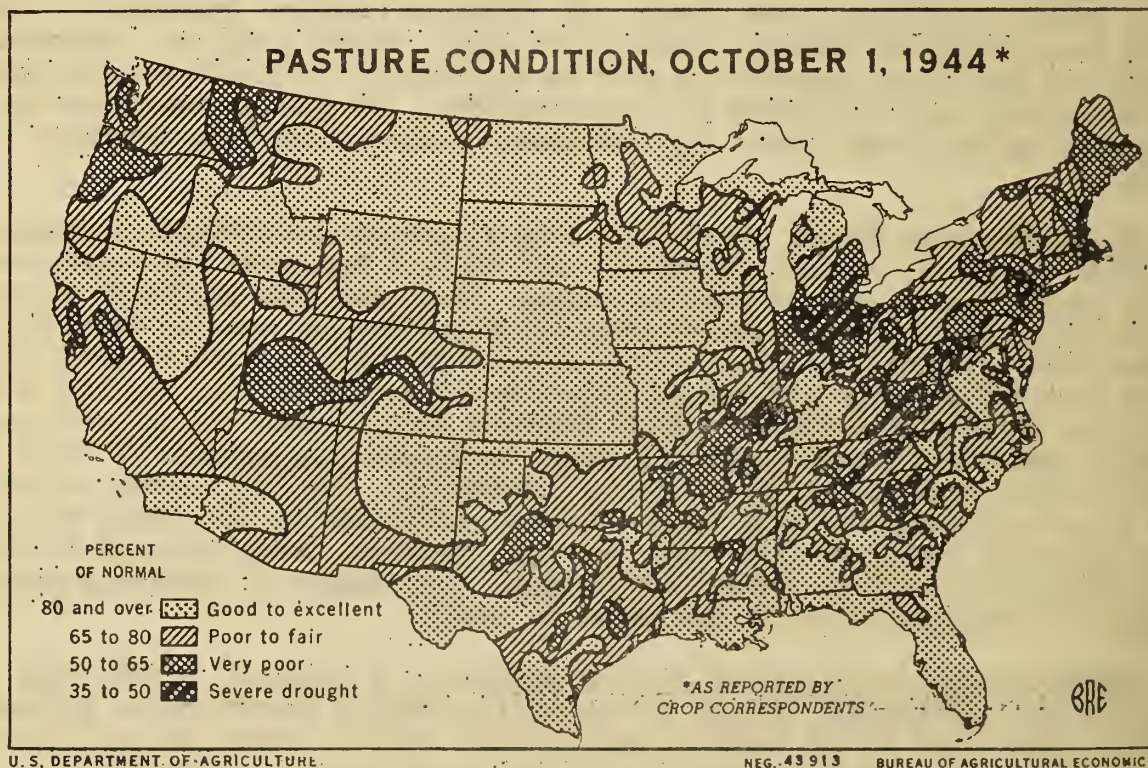 PASTURE CONDITION, OCTOBER 1, 1944*
PERCENT
OF NORMAL
80 and over Good to excellent
65 to 80 Poor to fair
50 to 65 Very poor
35 to 50 Severe drought
*AS REPORTED BY
CROP CORRESPONDENTS
BAE
U. S. DEPARTMENT OF AGRICULTURE
NEG. 43913 BUREAU OF AGRICULTURAL ECONOMIC